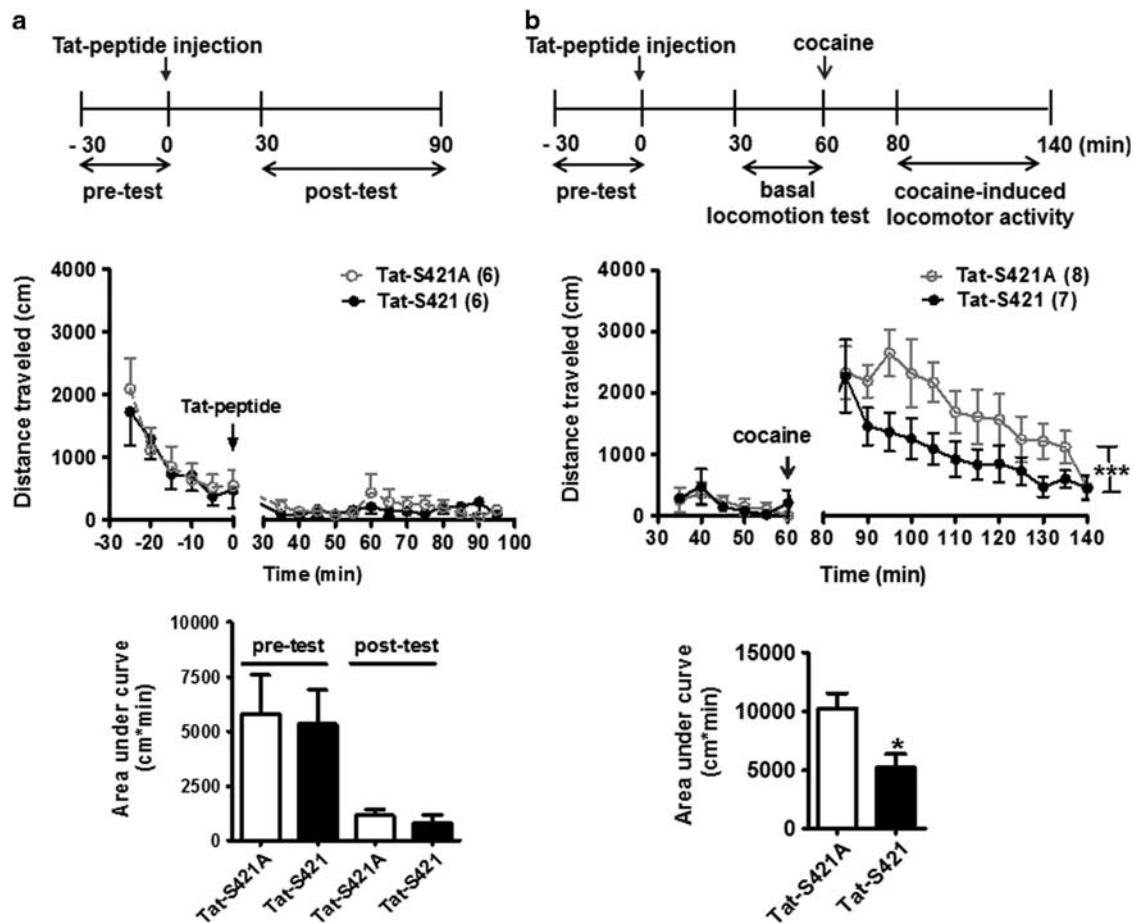 a
Tat-peptide injection
- 30 0 30 90
pre-test post-test
4000
3000
2000
1000
0
Distance traveled (cm)
Tat-S421A (6)
Tat-S421 (6)
Tat-peptide
-30 -20 -10 0 30 40 50 60 70 80 90 100
Time (min)
10000
7500
5000
2500
0
Area under curve
(cm*min)
pre-test post-test
Tat-S421A Tat-S421 Tat-S421A Tat-S421
b
Tat-peptide injection cocaine
- 30 0 30 60 80 140 (min)
pre-test basal
locomotion test
cocaine-induced
locomotor activity
4000
3000
2000
1000
0
Distance traveled (cm)
Tat-S421A (8)
Tat-S421 (7)
cocaine
***
30 40 50 60 80 90 100 110 120 130 140
Time (min)
15000
10000
5000
0
Area under curve
(cm*min)
*
Tat-S421A Tat-S421